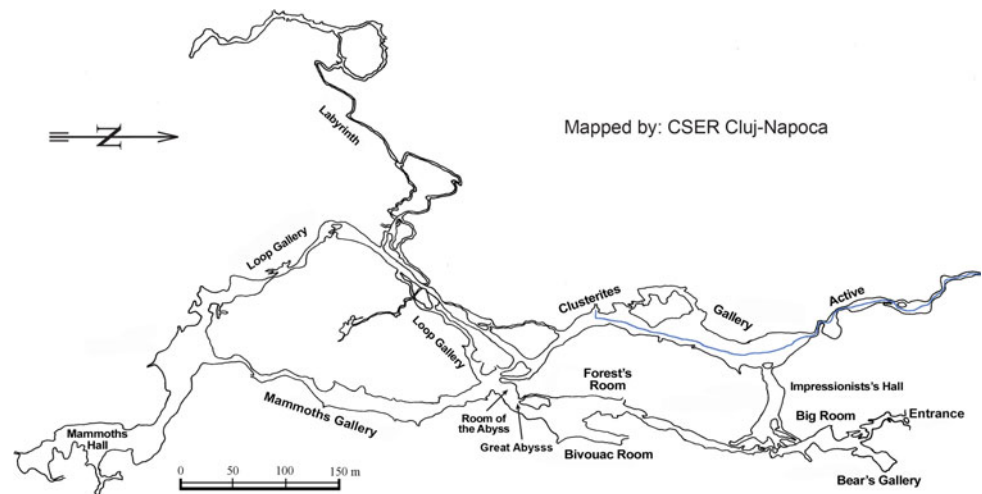 N
Mapped by: CSER Cluj-Napoca
Labyrinth
Loop Gallery
Clusterites
Gallery
Active
Loop Gallery
Forest's
Room
Impressionists's Hall
Mammoths Gallery
Room of
the Abyss
Great Abysss
Bivouac Room
Big Room
Entrance
Bear's Gallery
Mammoths
Hall
0 50 100 150 m